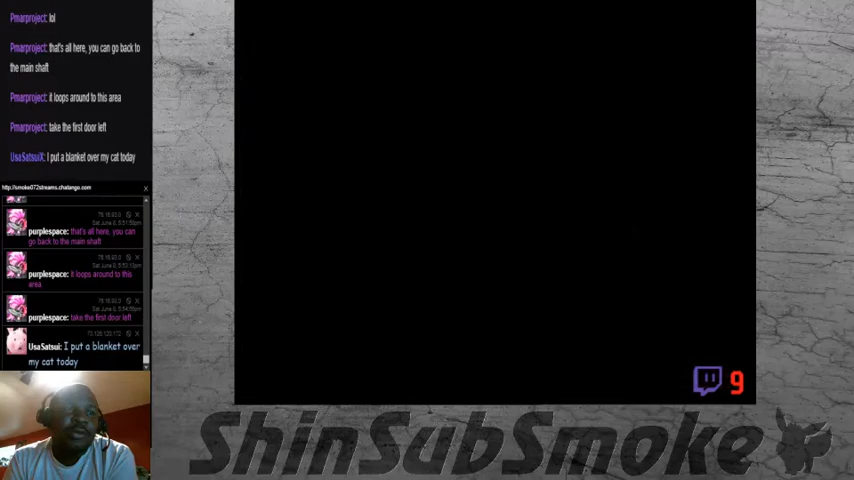 Pmarproject: lol
Pmarproject: that's all here, you can go back to
the main shaft
Pmarproject: it loops around to this area
Pmarproject: take the first door left
UsaSatsuiX: I put a blanket over my cat today
http://smoke072streams.chatango.com
purplespace: that's all here, you can
go back to the main shaft
purplespace: it loops around to this
area
purplespace: take the first door left
UsaSatsui: I put a blanket over
my cat today
9
ShinSubSmoke